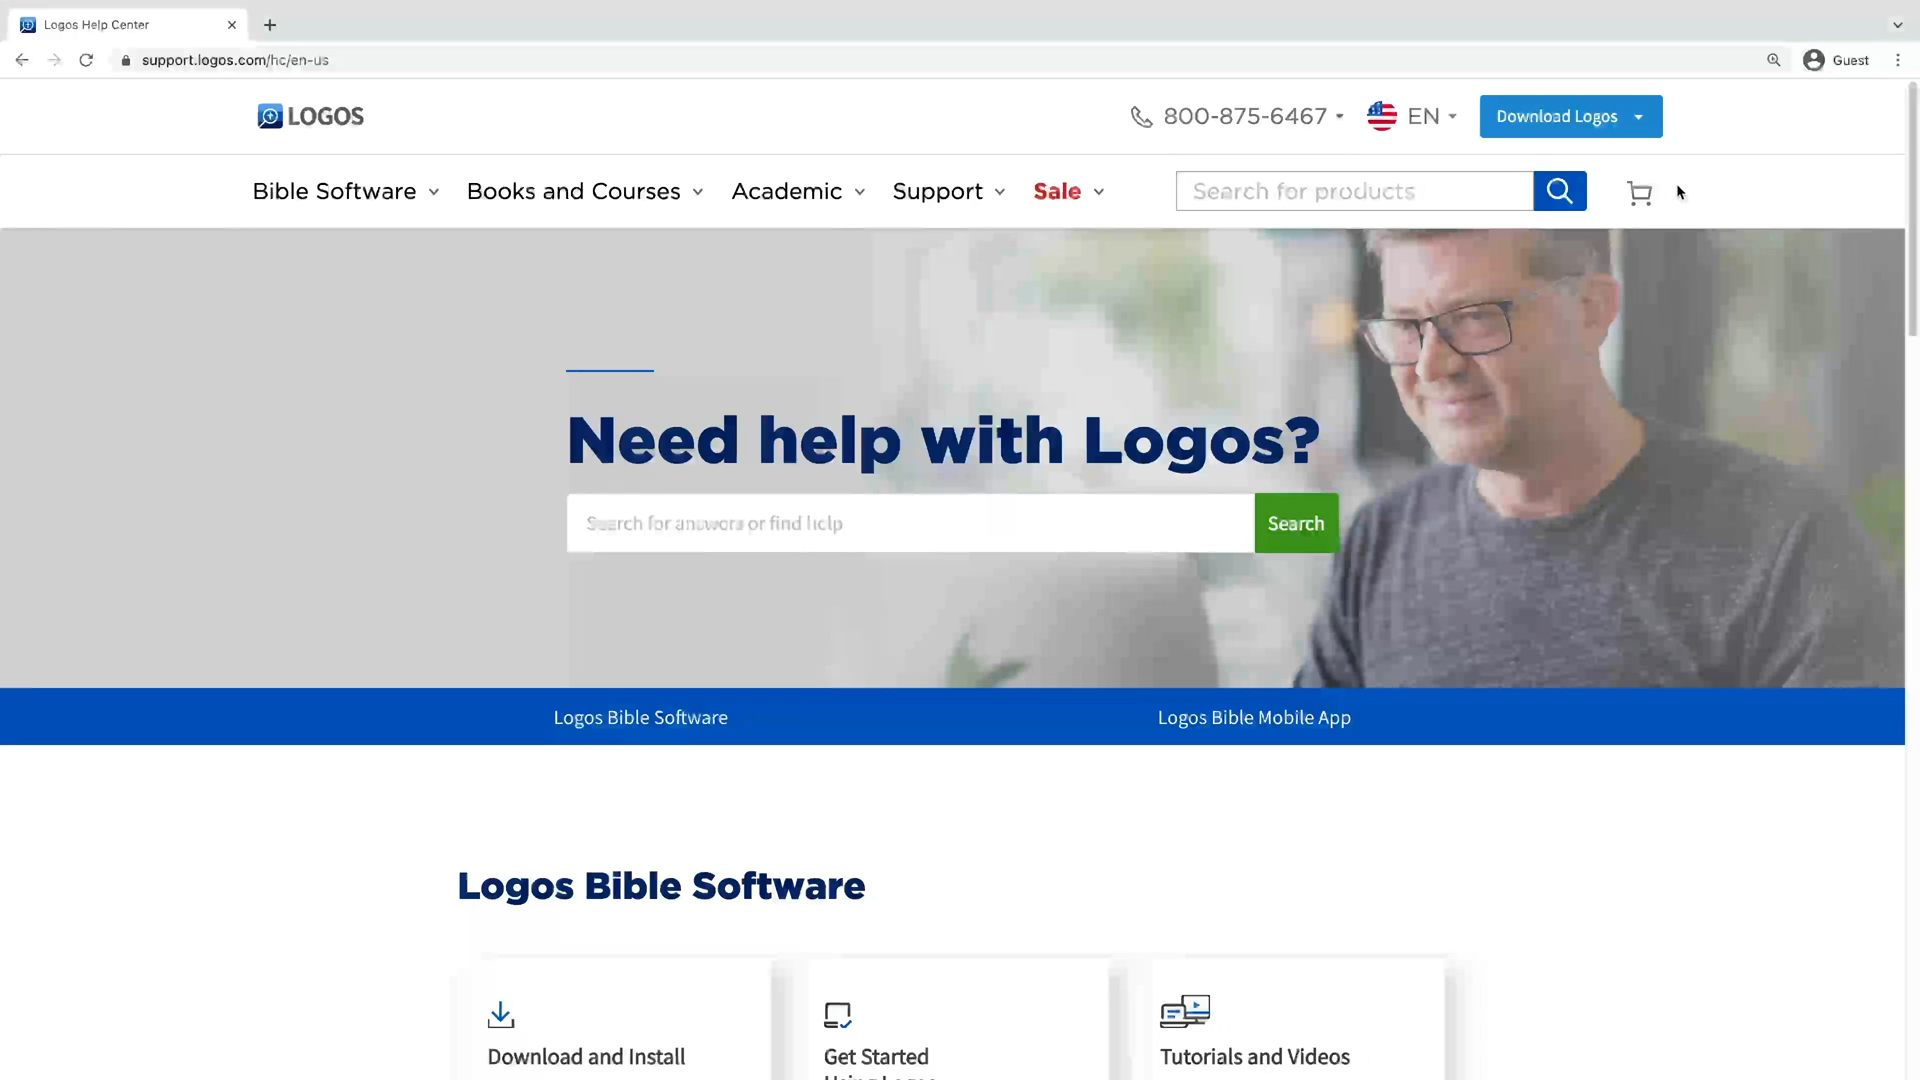 Logos Help Center
support.logos.com/hc/en-us
Guest
LOGOS
800-875-6467
EN
Download Logos
Bible Software
Books and Courses
Academic
Support
Sale
Search for products
Need help with Logos?
Search for answers or find help
Search
Logos Bible Software
Logos Bible Mobile App
Logos Bible Software
Download and Install
Get Started
Using Logos
Tutorials and Videos